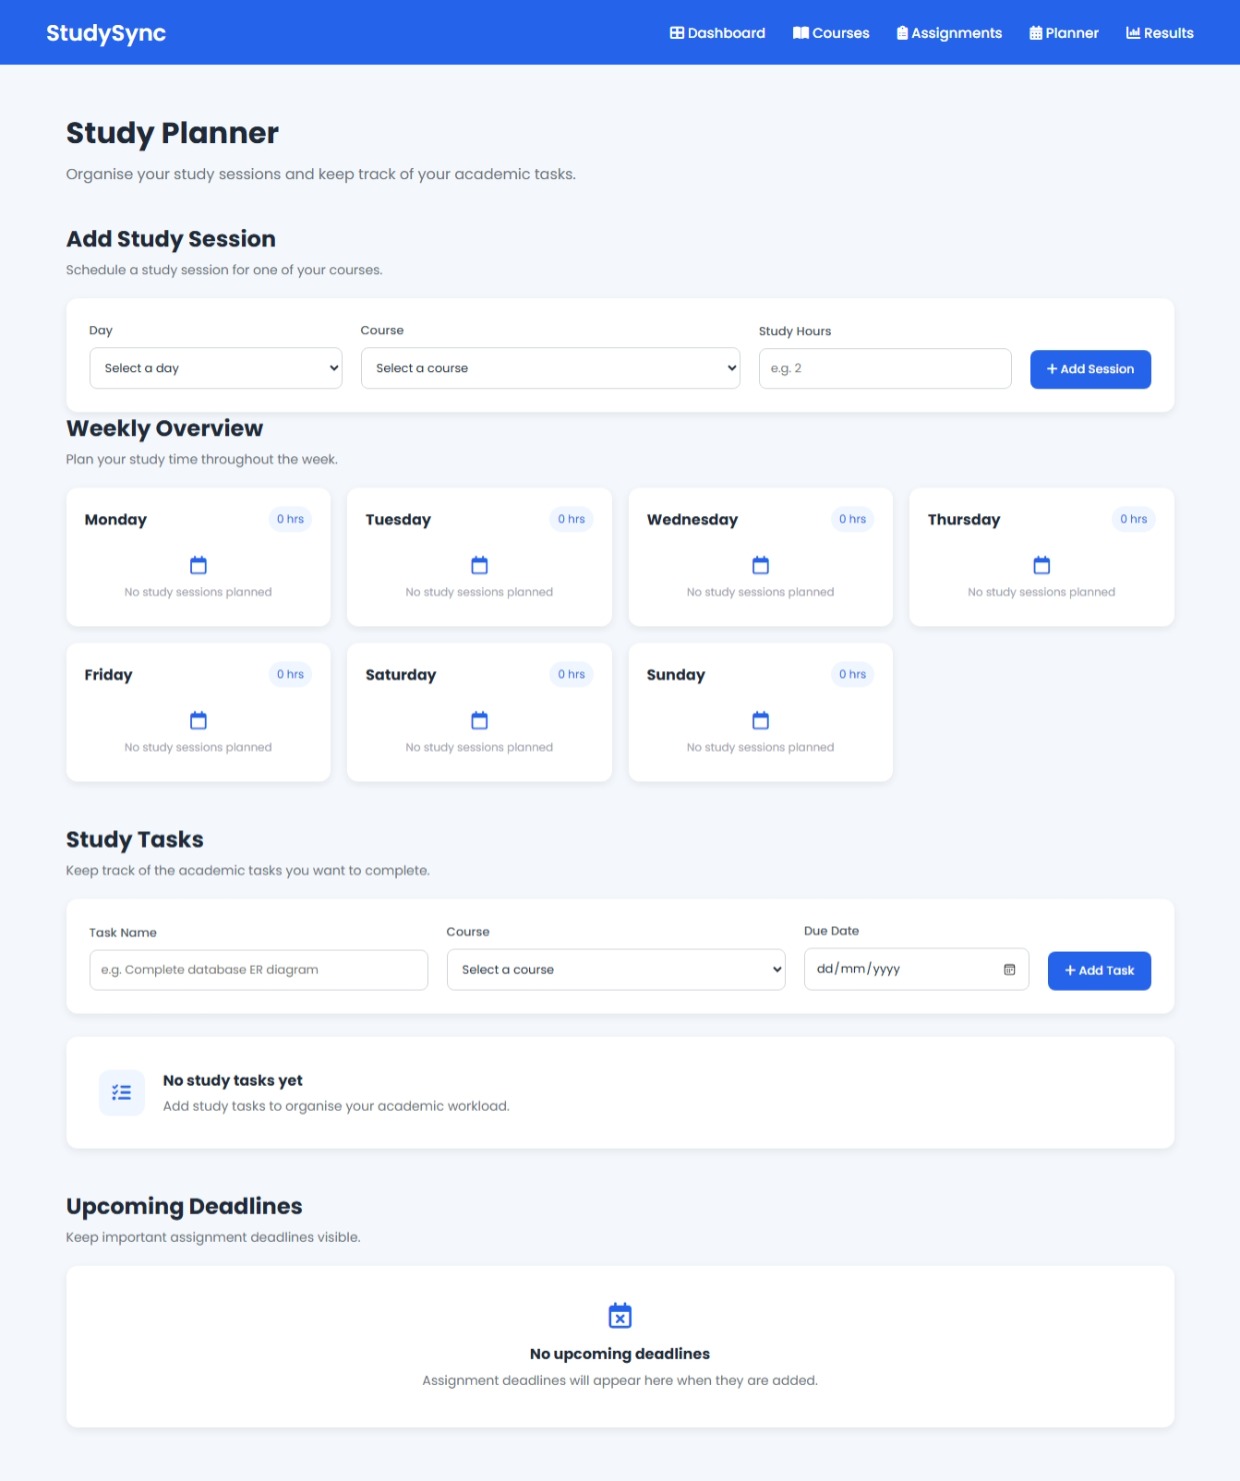 StudySync
Dashboard Courses Assignments Planner Results
Study Planner
Organise your study sessions and keep track of your academic tasks.
Add Study Session
Schedule a study session for one of your courses.
Day Course Study Hours
Select a day Select a course e.g. 2 + Add Session
Weekly Overview
Plan your study time throughout the week.
Monday 0 hrs Tuesday 0 hrs Wednesday 0 hrs Thursday 0 hrs
No study sessions planned No study sessions planned No study sessions planned No study sessions planned
Friday 0 hrs Saturday 0 hrs Sunday 0 hrs
No study sessions planned No study sessions planned No study sessions planned
Study Tasks
Keep track of the academic tasks you want to complete.
Task Name Course Due Date
e.g. Complete database ER diagram Select a course dd/mm/yyyy + Add Task
No study tasks yet
Add study tasks to organise your academic workload.
Upcoming Deadlines
Keep important assignment deadlines visible.
No upcoming deadlines
Assignment deadlines will appear here when they are added.